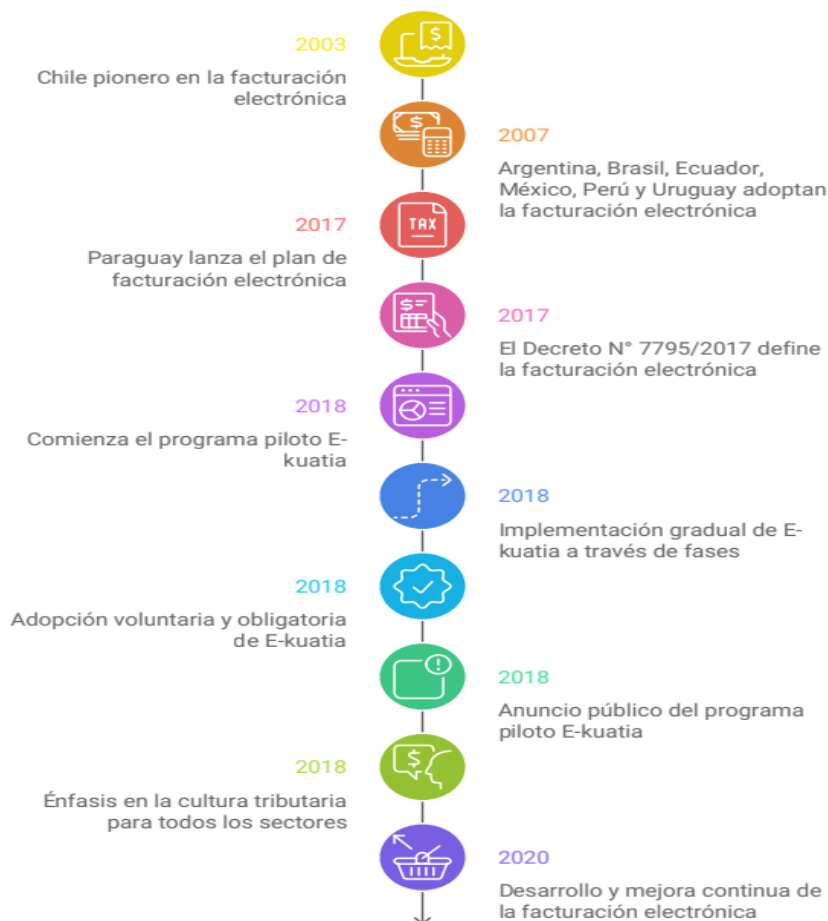 2003
Chile pionero en la facturación
electrónica
2007
Argentina, Brasil, Ecuador,
México, Perú y Uruguay adoptan
la facturación electrónica
2017
Paraguay lanza el plan de
facturación electrónica
TAX
2017
El Decreto N° 7795/2017 define
la facturación electrónica
2018
Comienza el programa piloto E-
kuatia
2018
Implementación gradual de E-
kuatia a través de fases
2018
Adopción voluntaria y obligatoria
de E-kuatia
2018
Anuncio público del programa
piloto E-kuatia
2018
Énfasis en la cultura tributaria
para todos los sectores
2020
Desarrollo y mejora continua de
la facturación electrónica